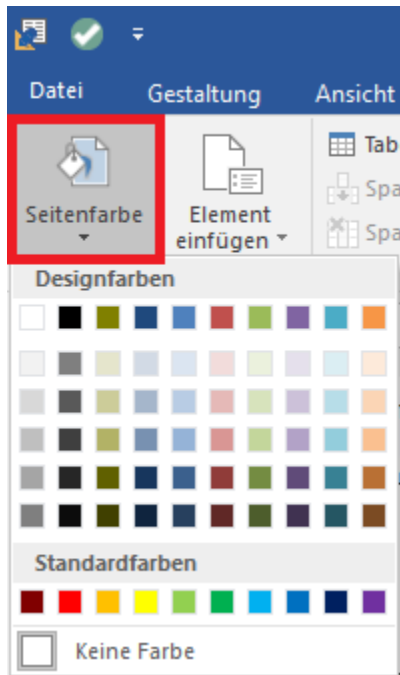 Datei Gestaltung Ansicht
Seitenfarbe
Element
einfügen
Designfarben
Standardfarben
Keine Farbe